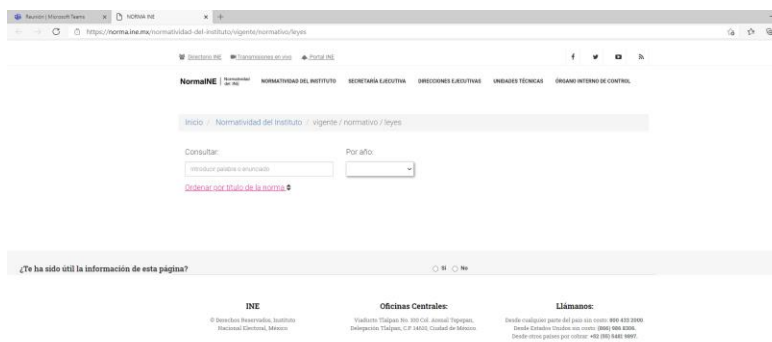 Reunión | Microsoft Teams
NORMA INE
https://norma.ine.mx/normatividad-del-instituto/vigente/normativo/leyes
Directorio INE Transmisiones en vivo Portal INE
NormaINE Normatividad del INE NORMATIVIDAD DEL INSTITUTO SECRETARÍA EJECUTIVA DIRECCIONES EJECUTIVAS UNIDADES TÉCNICAS ÓRGANO INTERNO DE CONTROL
Inicio / Normatividad del Instituto / vigente / normativo / leyes
Consultar: Por año:
Introducir palabra o enunciado
Ordenar por título de la norma
¿Te ha sido útil la información de esta página? Sí No
INE Oficinas Centrales: Llámanos:
© Derechos Reservados, Instituto Viaducto Tlalpan No. 100 Col. Arenal Tepepan, Desde cualquier parte del país sin costo: 800 433 2000
Nacional Electoral, México Delegación Tlalpan, C.P. 14610, Ciudad de México. Desde Estados Unidos sin costo: (866) 986 8306.
Desde otros países por cobrar: +52 (55) 5481 9897.